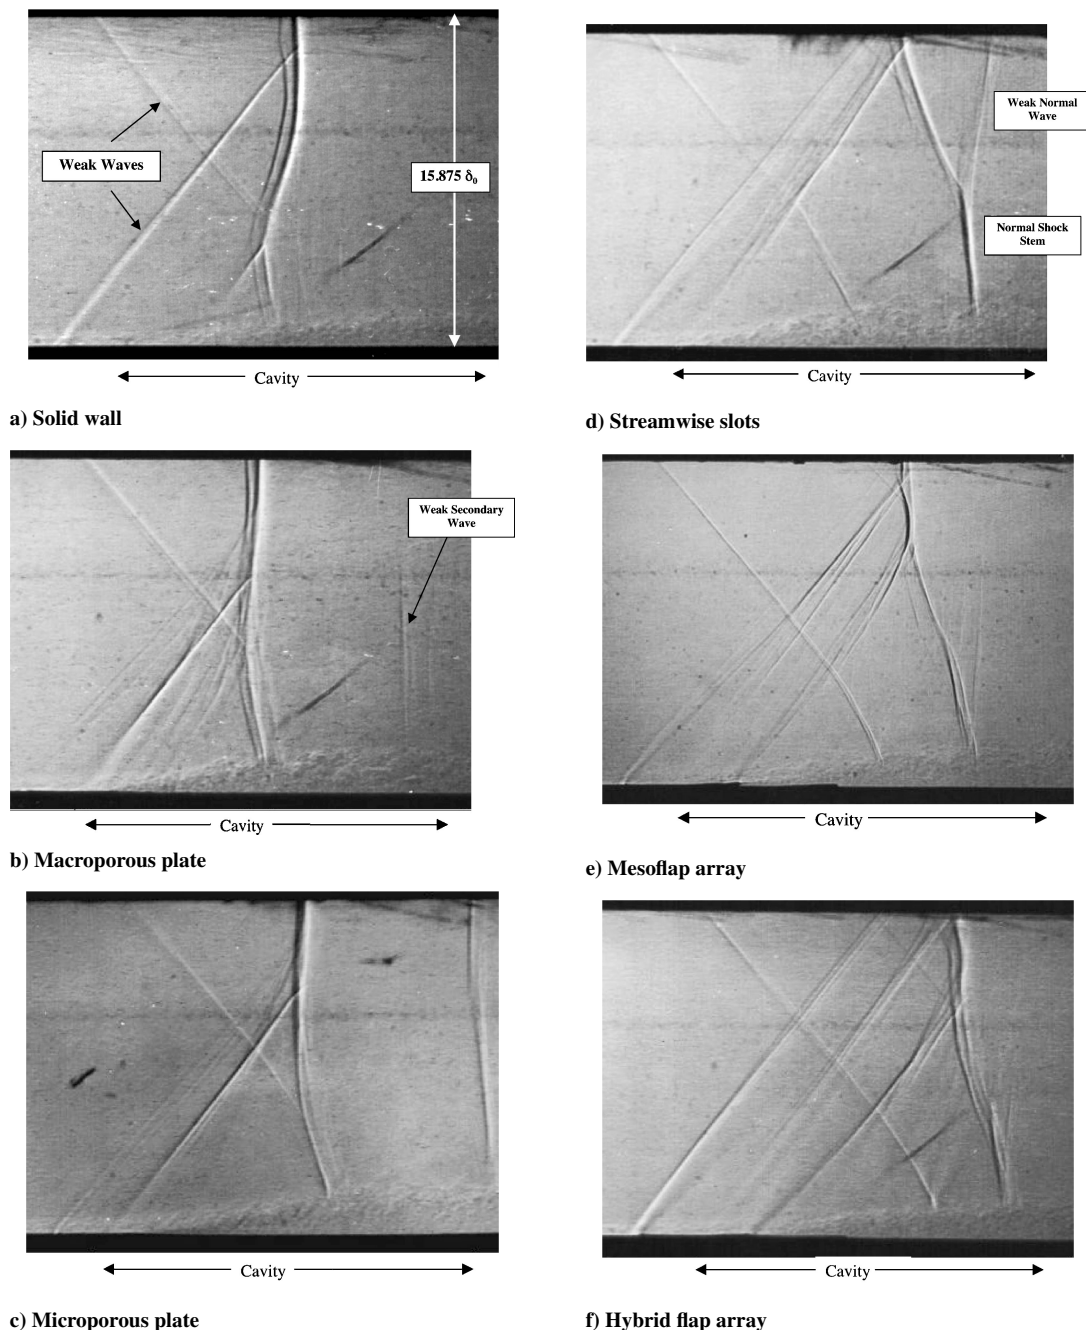 Weak Waves
15.875 δ₀
Cavity
a) Solid wall
Weak Secondary
Wave
Cavity
b) Macroporous plate
Cavity
c) Microporous plate
Weak Normal
Wave
Normal Shock
Stem
Cavity
d) Streamwise slots
Cavity
e) Mesoflap array
Cavity
f) Hybrid flap array